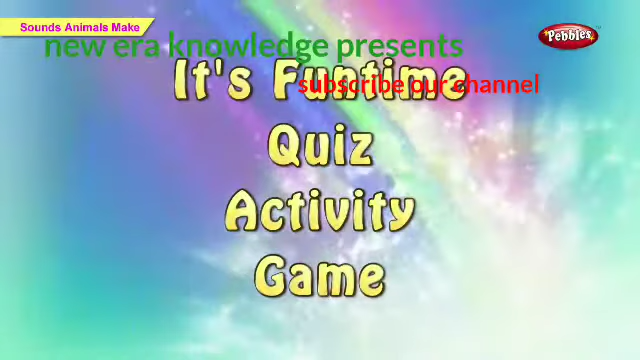 Sounds Animals Make
new era knowledge presents
Pebbles
It's Funtime
subscribe our channel
Quiz
Activity
Game